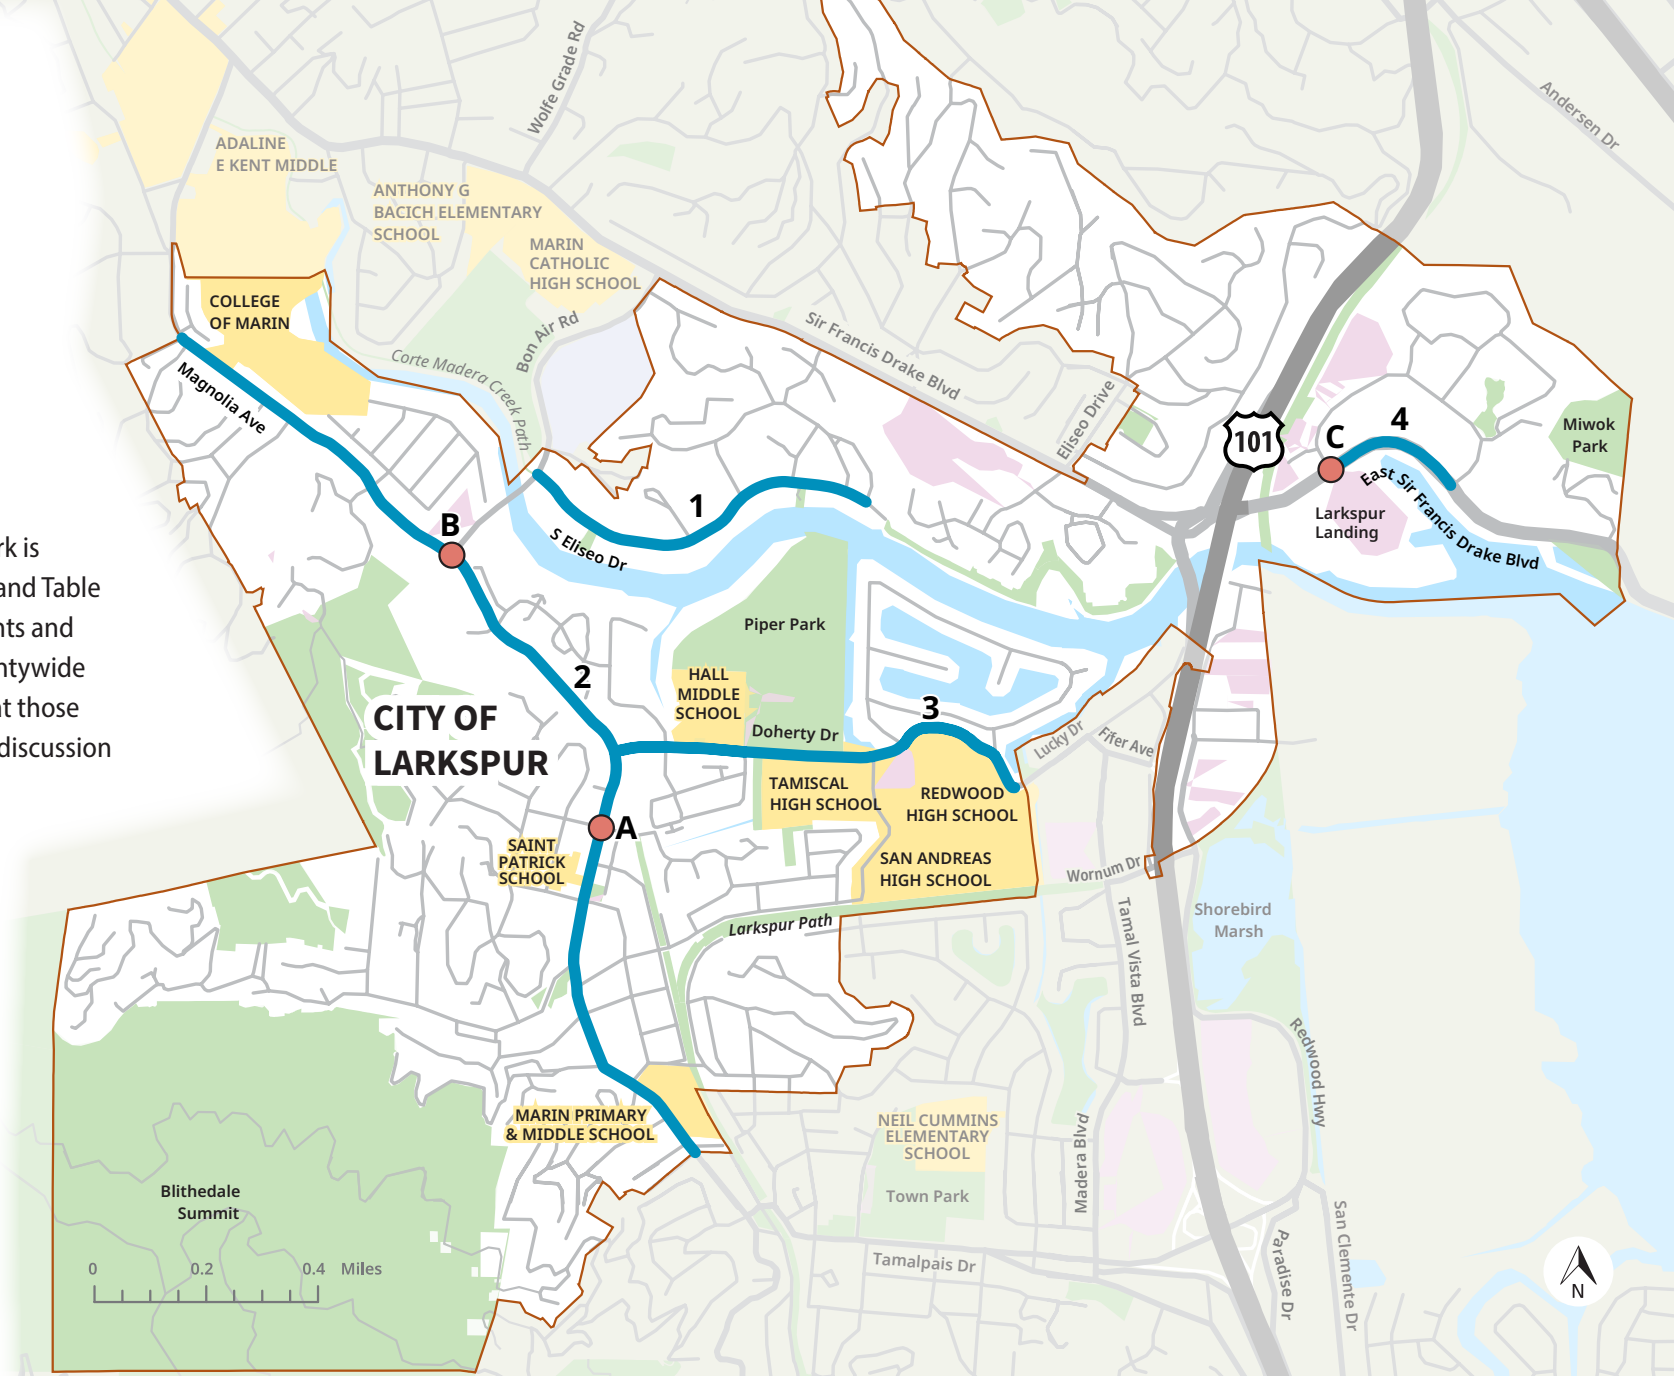 Wolfe Grade Rd
Andersen Dr
ADALINE
E KENT MIDDLE
ANTHONY G
BACICH ELEMENTARY
SCHOOL
MARIN
CATHOLIC
HIGH SCHOOL
COLLEGE
OF MARIN
Bon Air Rd
Sir Francis Drake Blvd
Corte Madera Creek Path
Magnolia Ave
Eliseo Drive
101
C
4
Miwok
Park
East Sir Francis Drake Blvd
Larkspur
Landing
1
B
S Eliseo Dr
rk is
and Table
nts and
ntywide
at those
discussion
Piper Park
2
HALL
MIDDLE
SCHOOL
3
CITY OF
LARKSPUR
Doherty Dr
Lucky Dr
Fifer Ave
TAMISCAL
HIGH SCHOOL
REDWOOD
HIGH SCHOOL
A
SAINT
PATRICK
SCHOOL
SAN ANDREAS
HIGH SCHOOL
Wornum Dr
Larkspur Path
Tamal Vista Blvd
Shorebird
Marsh
Redwood Hwy
MARIN PRIMARY
& MIDDLE SCHOOL
NEIL CUMMINS
ELEMENTARY
SCHOOL
Madera Blvd
Town Park
Blithedale
Summit
San Clemente Dr
Paradise Dr
Tamalpais Dr
0 0.2 0.4 Miles
N